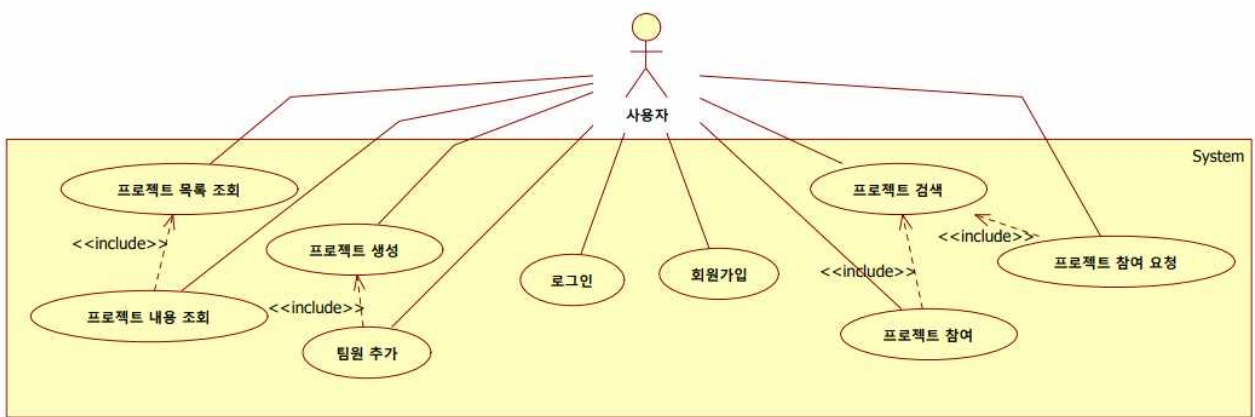 사용자
System
프로젝트 목록 조회
프로젝트 검색
<<include>>
<<include>>
프로젝트 생성
프로젝트 참여 요청
로그인
회원가입
<<include>>
<<include>>
프로젝트 내용 조회
프로젝트 참여
팀원 추가